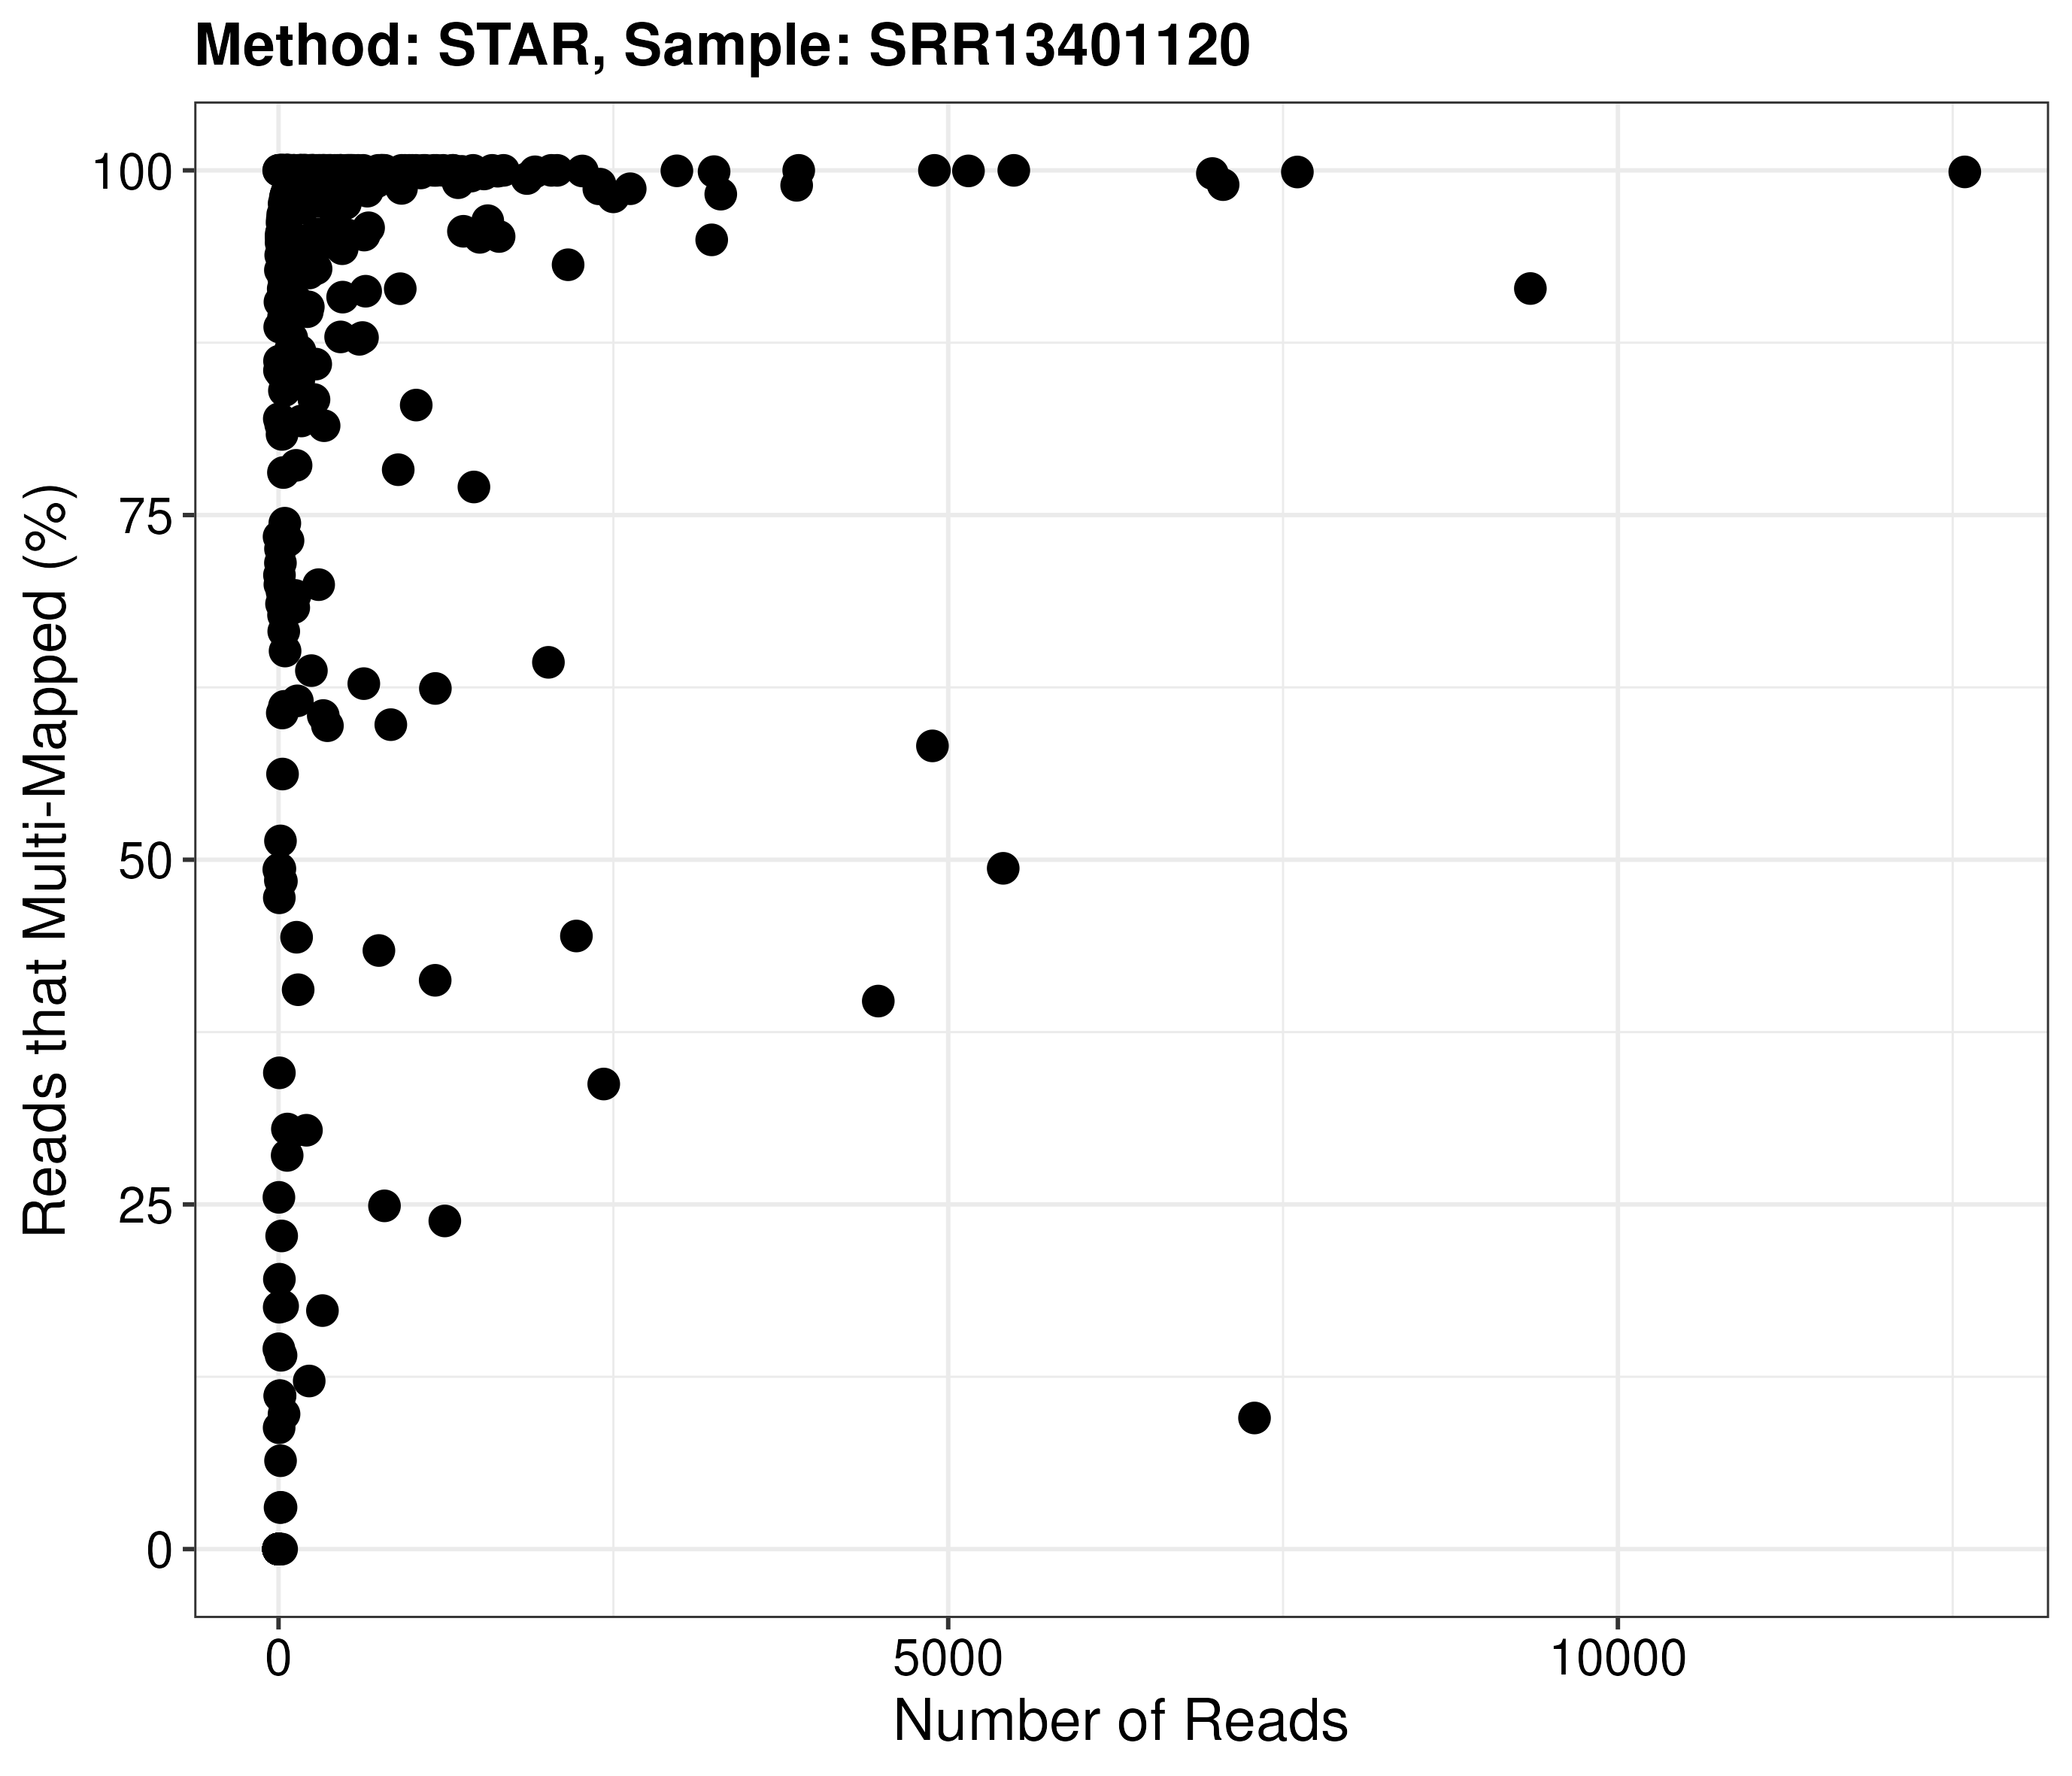 Method: STAR, Sample: SRR13401120
Reads that Multi-Mapped (%)
100
75
50
25
0
0 5000 10000
Number of Reads